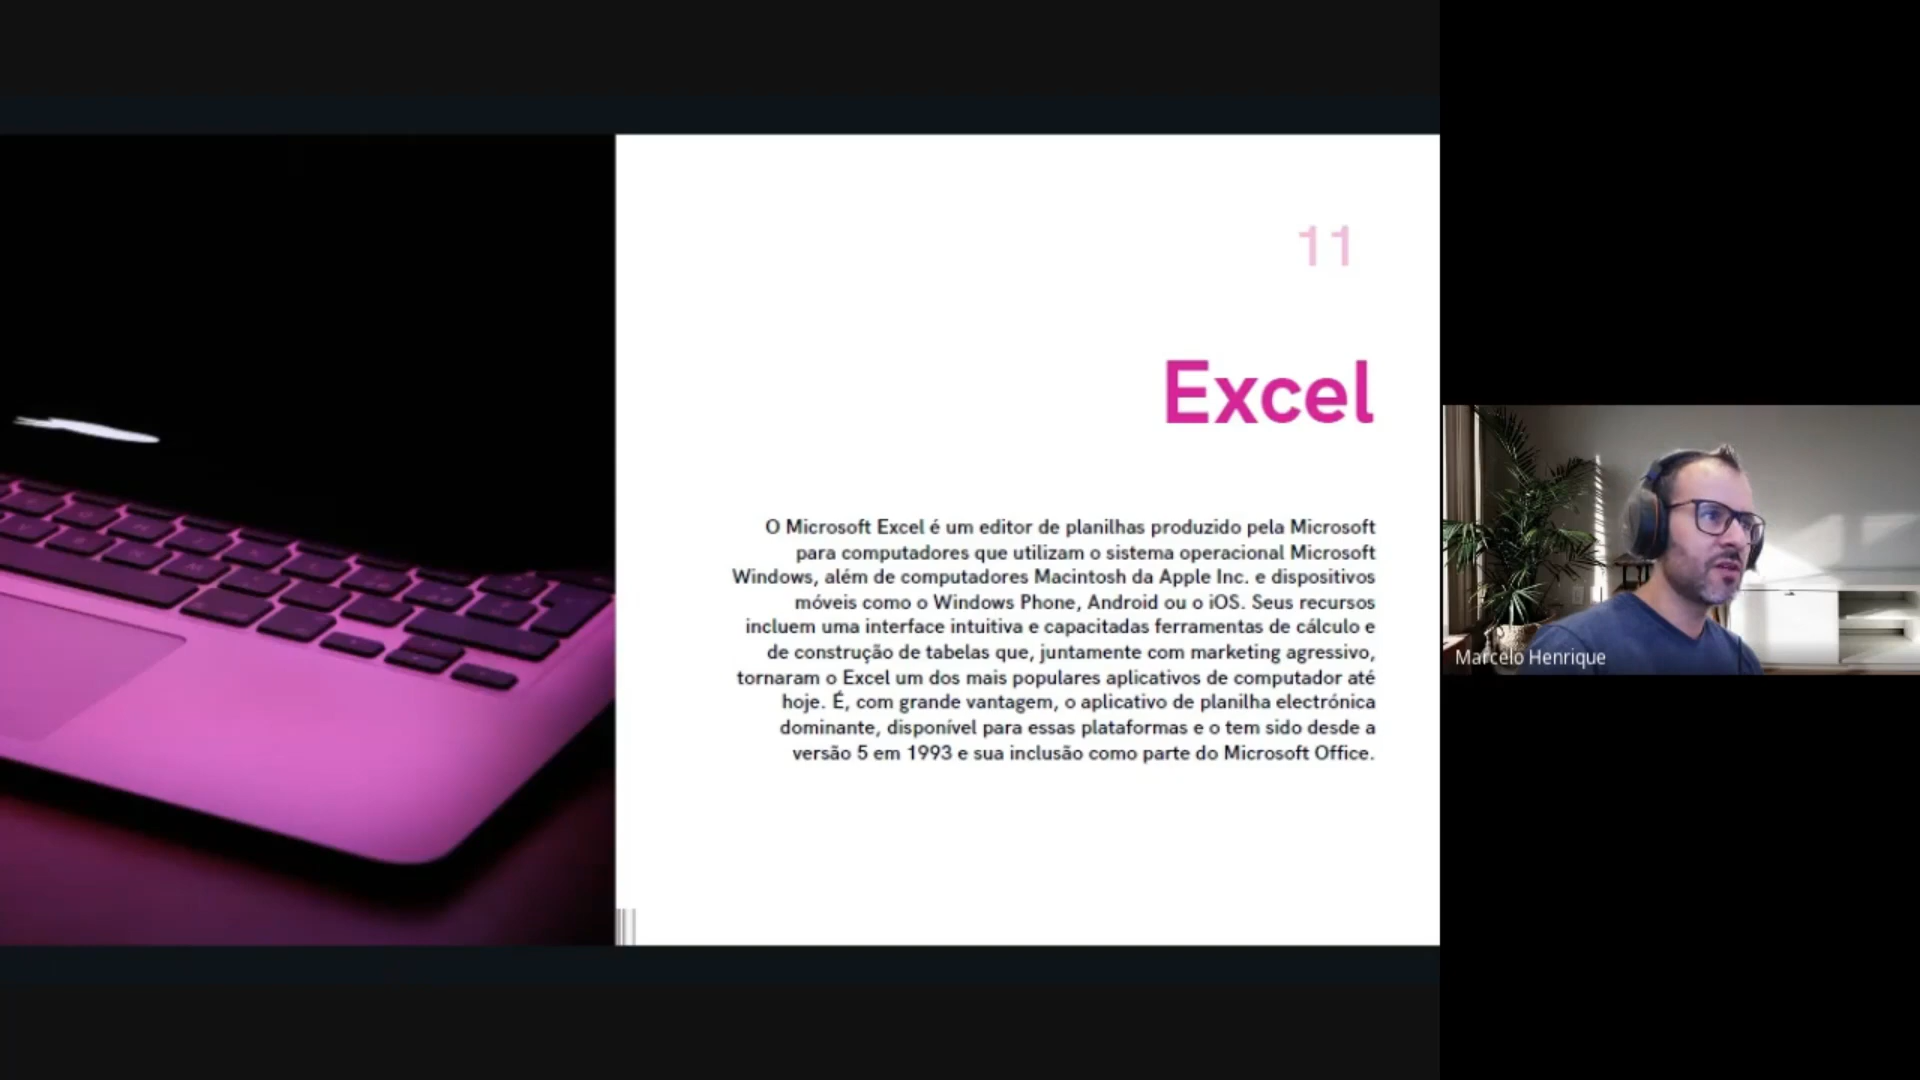 11
Excel
O Microsoft Excel é um editor de planilhas produzido pela Microsoft
para computadores que utilizam o sistema operacional Microsoft
Windows, além de computadores Macintosh da Apple Inc. e dispositivos
móveis como o Windows Phone, Android ou o iOS. Seus recursos
incluem uma interface intuitiva e capacitadas ferramentas de cálculo e
de construção de tabelas que, juntamente com marketing agressivo,
tornaram o Excel um dos mais populares aplicativos de computador até
hoje. É, com grande vantagem, o aplicativo de planilha electrónica
dominante, disponível para essas plataformas e o tem sido desde a
versão 5 em 1993 e sua inclusão como parte do Microsoft Office.
Marcelo Henrique